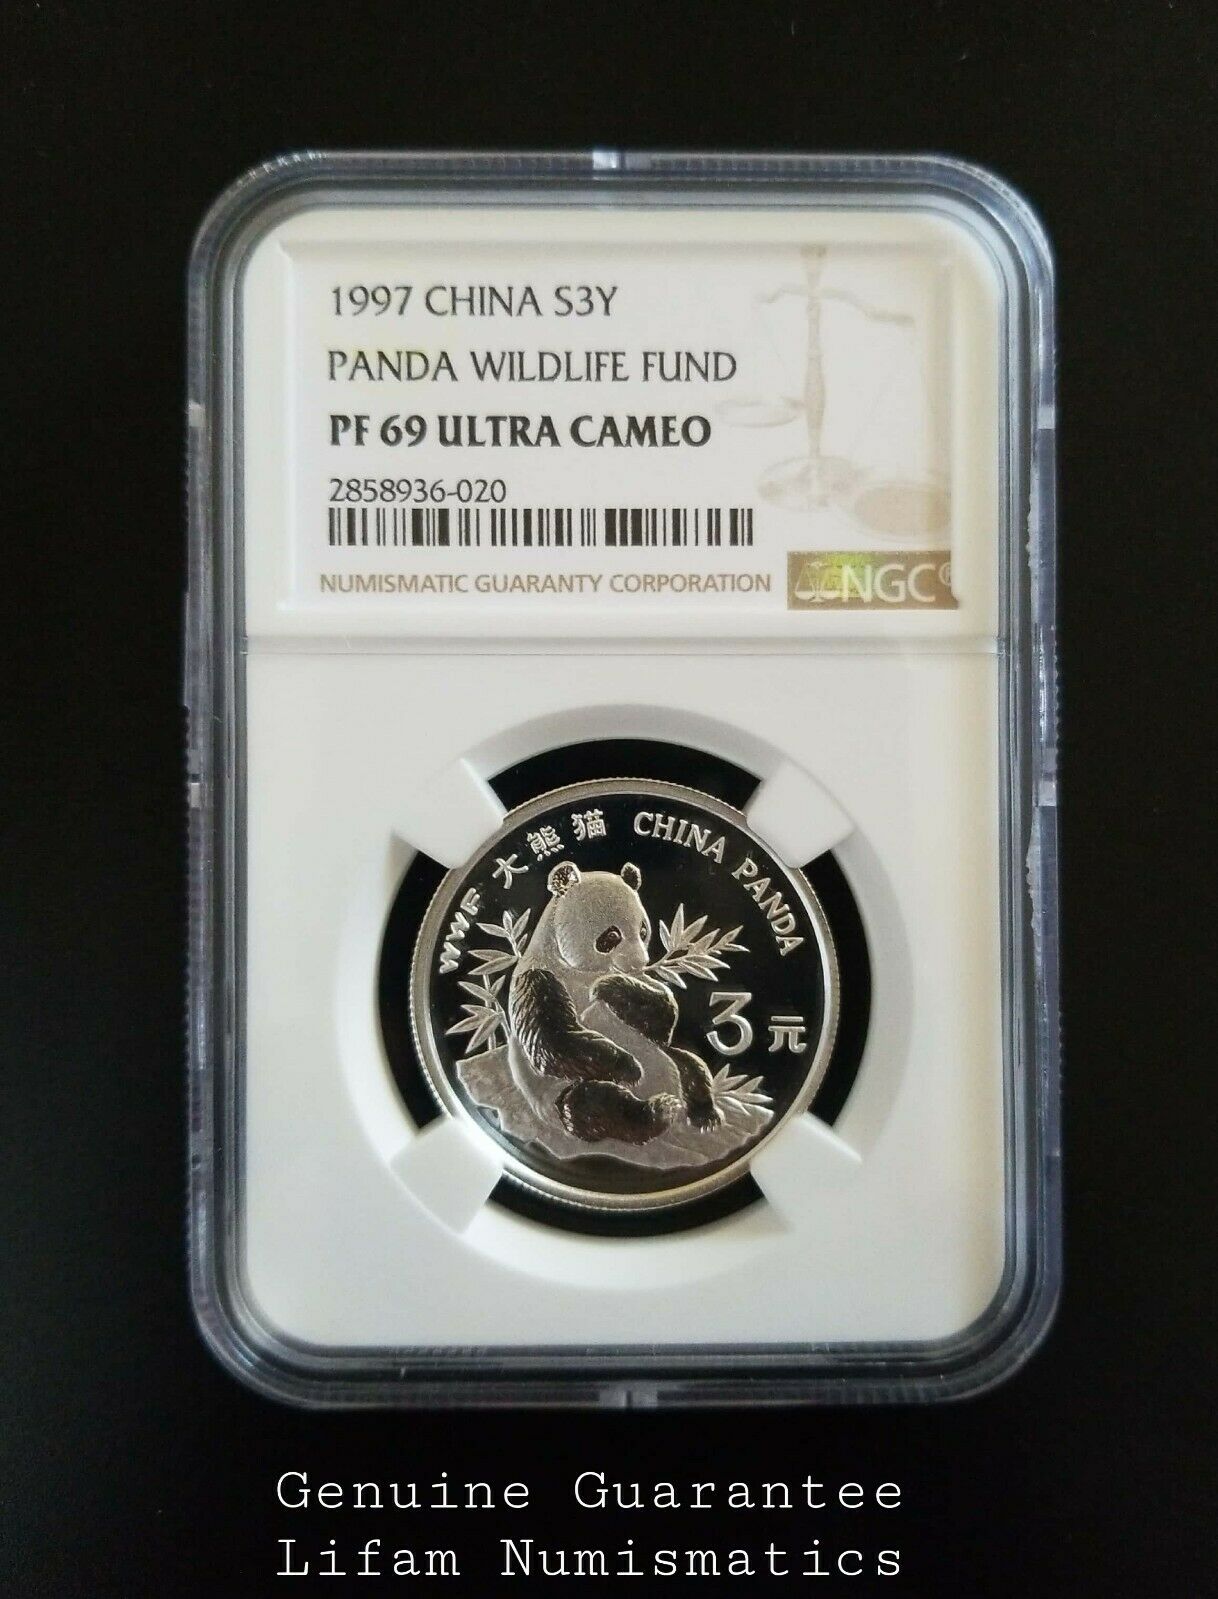 1997 CHINA S3Y
PANDA WILDLIFE FUND
PF 69 ULTRA CAMEO
2858936-020
NUMISMATIC GUARANTY CORPORATION NGC®
WWF 大熊猫 CHINA PANDA
3元
Genuine Guarantee
Lifam Numismatics